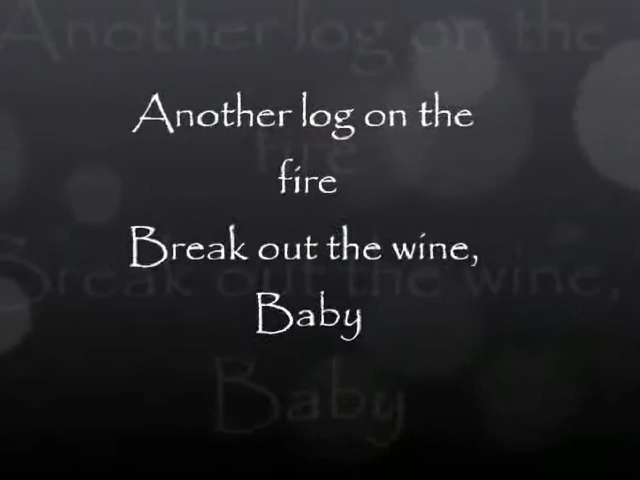 Another log on the
fire
Break out the wine,
Baby